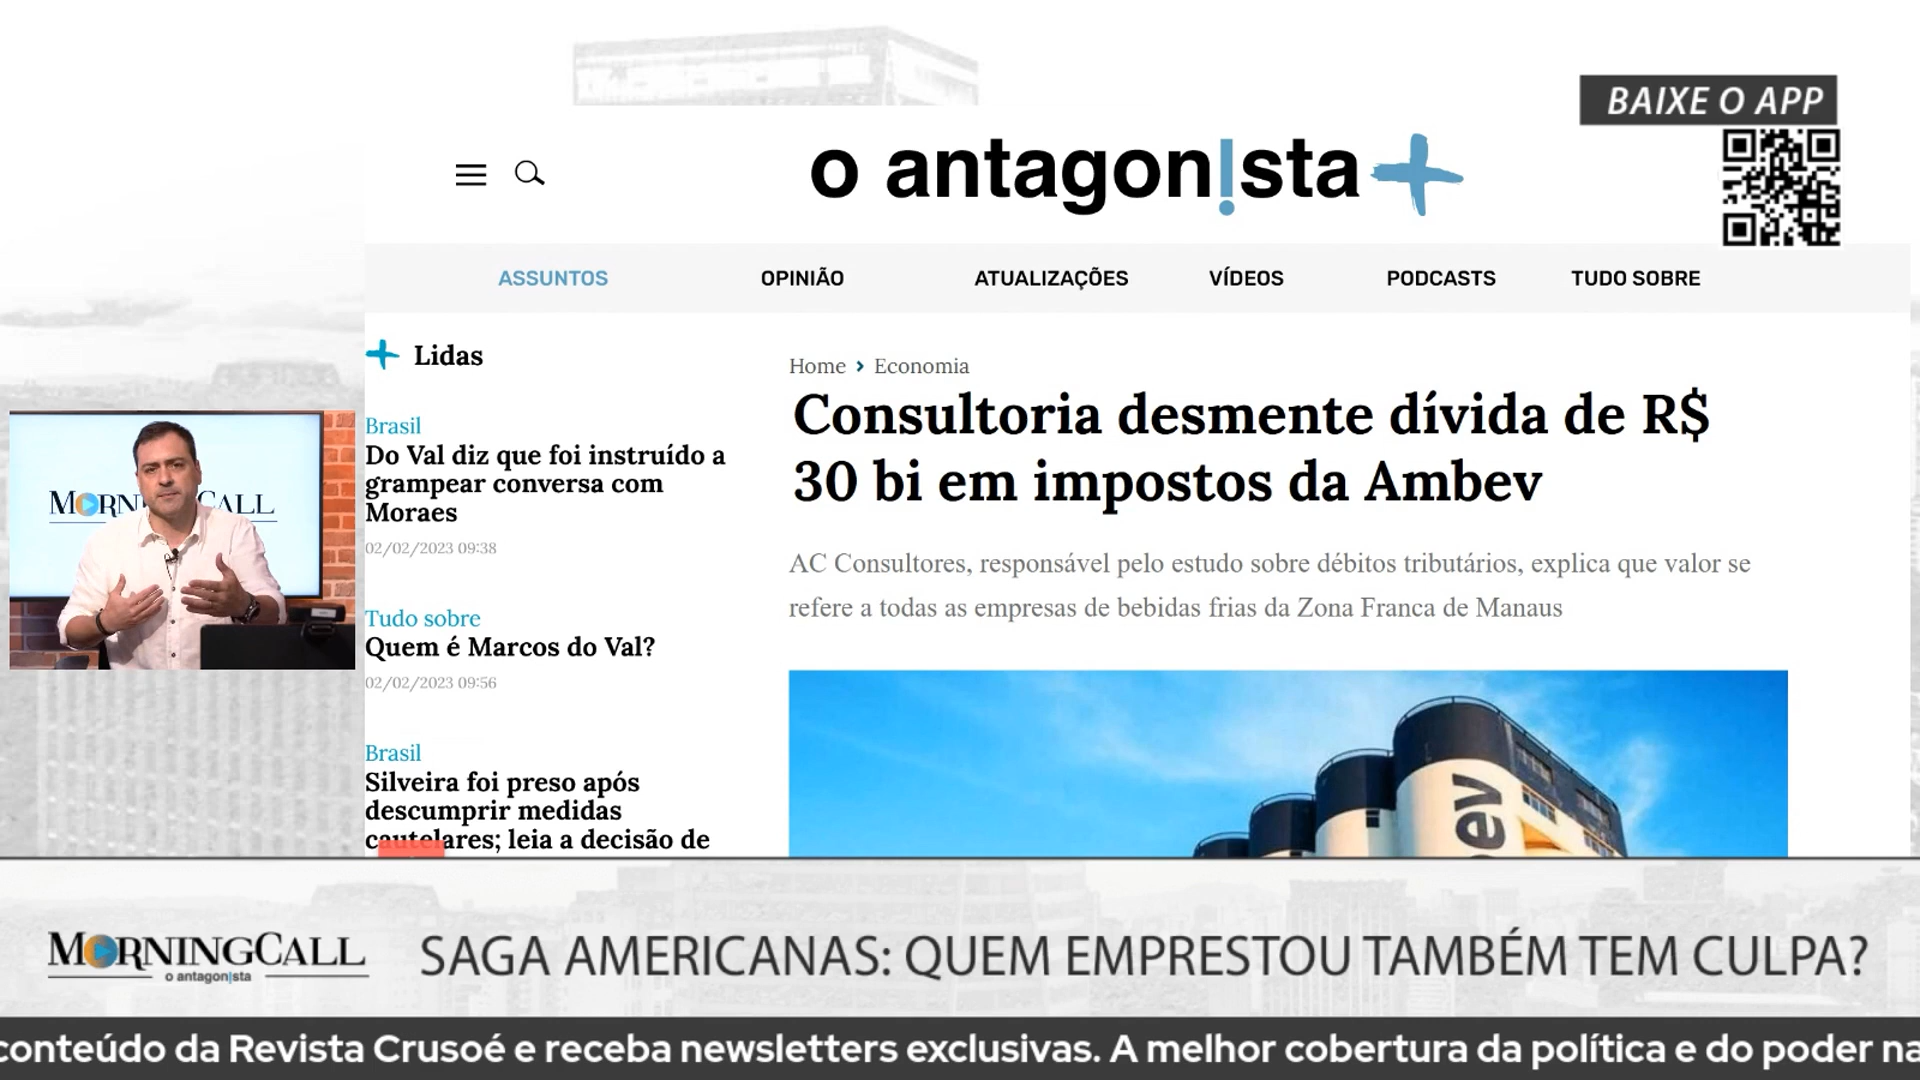 BAIXE O APP
o antagon!sta+
ASSUNTOS
OPINIÃO
ATUALIZAÇÕES
VÍDEOS
PODCASTS
TUDO SOBRE
Lidas
Brasil
Do Val diz que foi instruído a
grampear conversa com
Moraes
02/02/2023 09:38
Tudo sobre
Quem é Marcos do Val?
02/02/2023 09:56
Brasil
Silveira foi preso após
descumprir medidas
cautelares; leia a decisão de
Home > Economia
Consultoria desmente dívida de R$
30 bi em impostos da Ambev
AC Consultores, responsável pelo estudo sobre débitos tributários, explica que valor se
refere a todas as empresas de bebidas frias da Zona Franca de Manaus
ev
MORNINGCALL
MORNINGCALL
o antagon!sta
SAGA AMERICANAS: QUEM EMPRESTOU TAMBÉM TEM CULPA?
conteúdo da Revista Crusoé e receba newsletters exclusivas. A melhor cobertura da política e do poder na